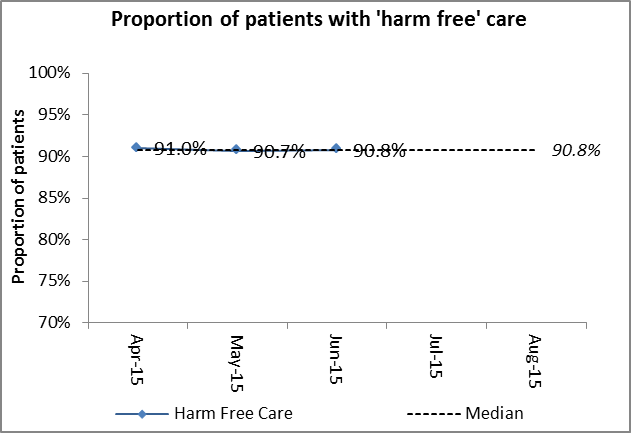 Proportion of patients with 'harm free' care
Proportion of patients
100%
95%
90%
85%
80%
75%
70%
91.0%
90.7%
90.8%
90.8%
Apr-15
May-15
Jun-15
Jul-15
Aug-15
Harm Free Care
Median